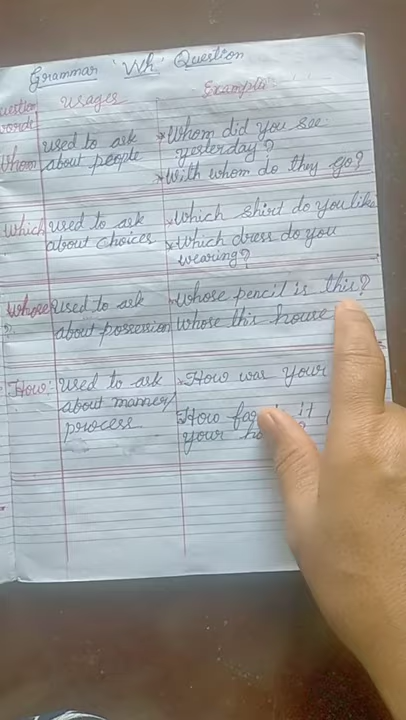 Grammar 'Wh' Question
uestion words
Usages
Example:
Whom
used to ask
about people
Whom did you see
yesterday?
With whom do they go?
Which
used to ask
about choices
Which shird do you like
Which dress do you
wearing?
Whose
used to ask
about possession
Whose pencil is this?
Whose this house
How:
used to ask
about manner/
process
How was your
How far it
your